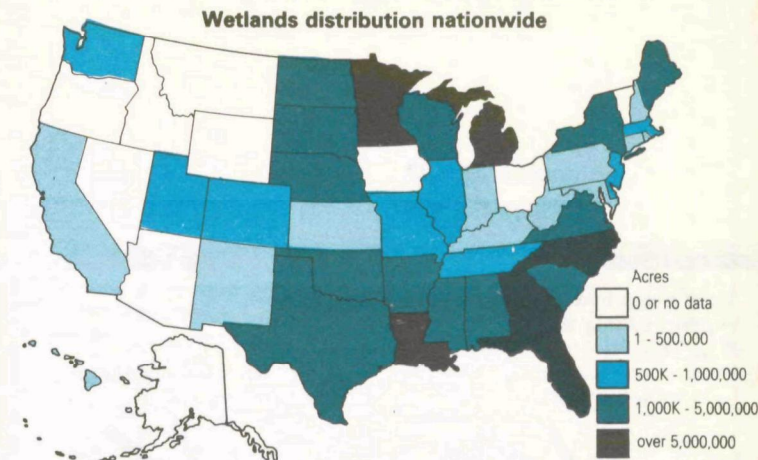 Wetlands distribution nationwide
Acres
0 or no data
1 - 500,000
500K - 1,000,000
1,000K - 5,000,000
over 5,000,000